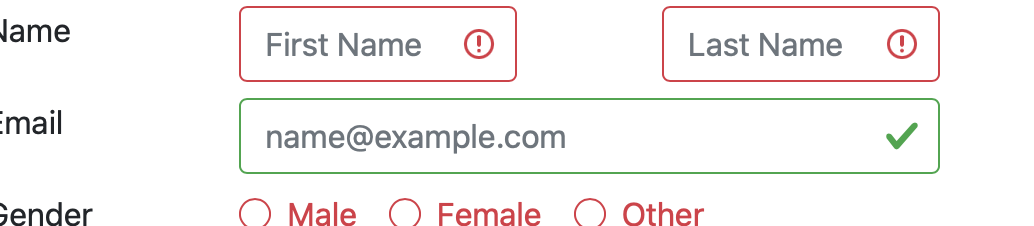 Name First Name Last Name
Email name@example.com
Gender Male Female Other